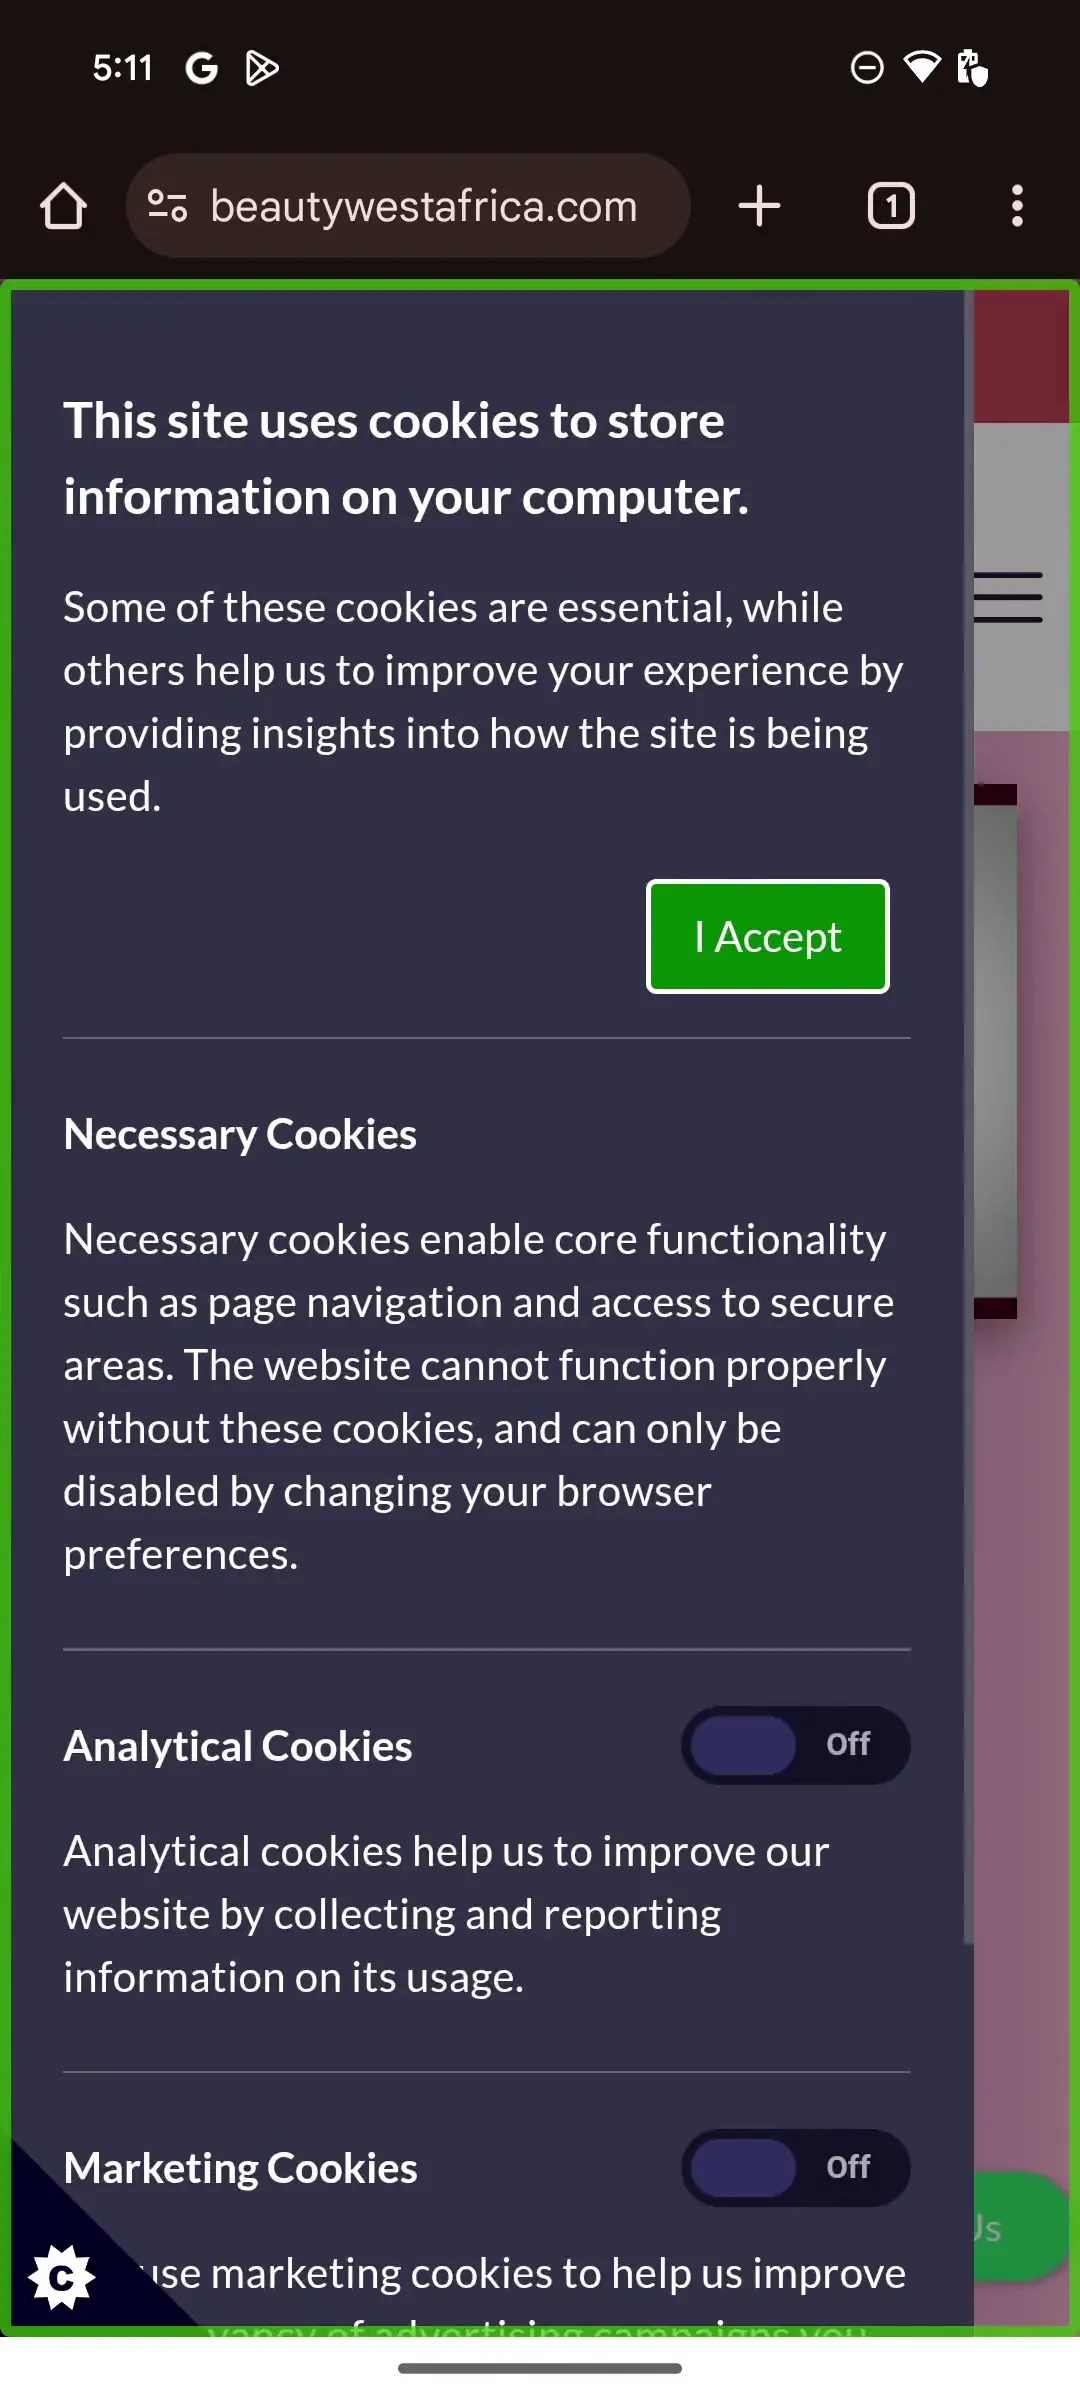 5:11
beautywestafrica.com
1
This site uses cookies to store
information on your computer.
Some of these cookies are essential, while
others help us to improve your experience by
providing insights into how the site is being
used.
I Accept
Necessary Cookies
Necessary cookies enable core functionality
such as page navigation and access to secure
areas. The website cannot function properly
without these cookies, and can only be
disabled by changing your browser
preferences.
Analytical Cookies
Off
Analytical cookies help us to improve our
website by collecting and reporting
information on its usage.
Marketing Cookies
Off
use marketing cookies to help us improve
of advertising campaigns you
Us